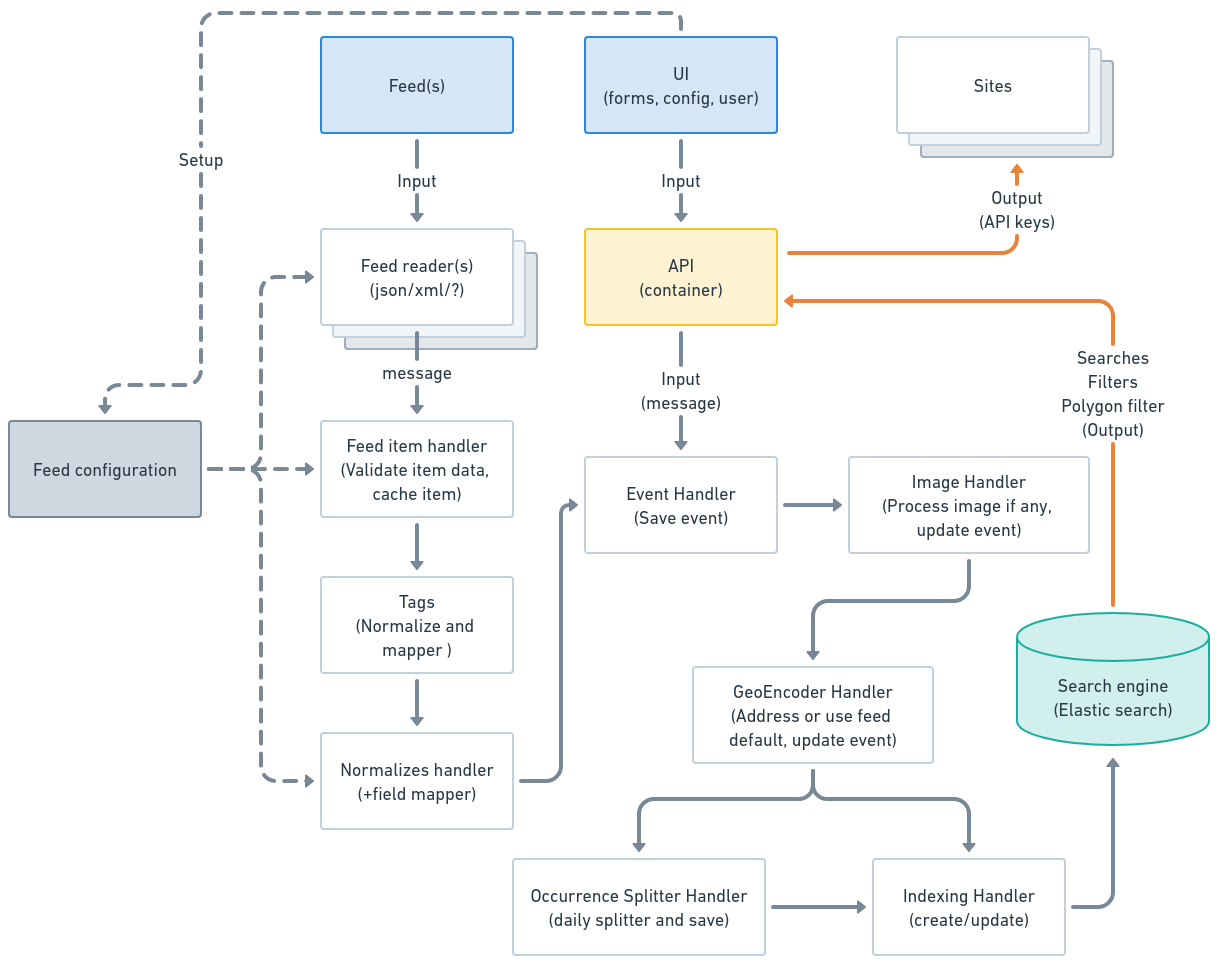 Feed(s)
UI
(forms, config, user)
Sites
Setup
Input
Input
Output
(API keys)
Feed reader(s)
(json/xml/?)
API
(container)
message
Input
(message)
Searches
Filters
Polygon filter
(Output)
Feed configuration
Feed item handler
(Validate item data,
cache item)
Event Handler
(Save event)
Image Handler
(Process image if any,
update event)
Tags
(Normalize and
mapper )
GeoEncoder Handler
(Address or use feed
default, update event)
Search engine
(Elastic search)
Normalizes handler
(+field mapper)
Occurrence Splitter Handler
(daily splitter and save)
Indexing Handler
(create/update)